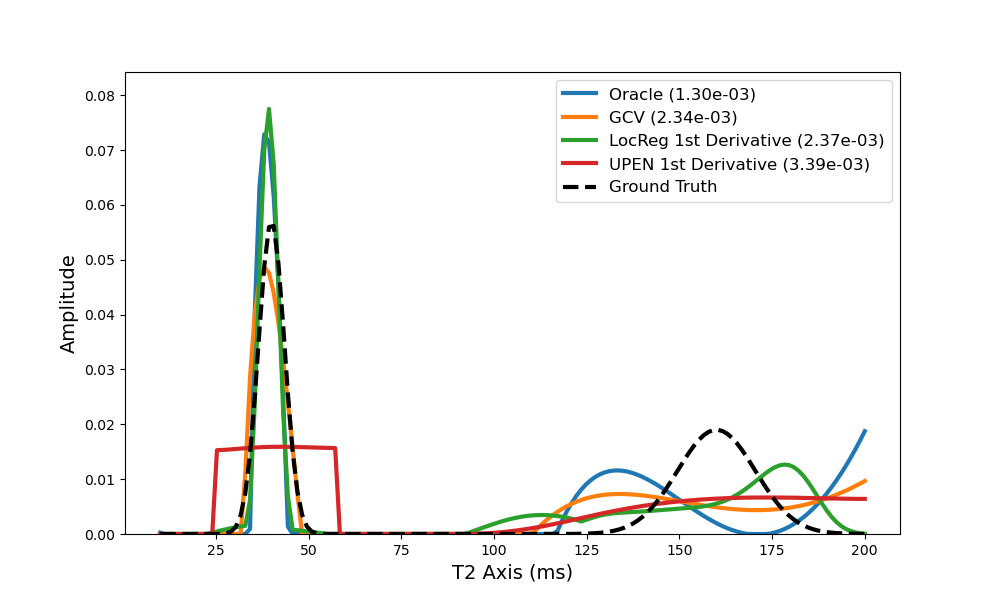 Oracle (1.30e-03)
GCV (2.34e-03)
LocReg 1st Derivative (2.37e-03)
UPEN 1st Derivative (3.39e-03)
Ground Truth
Amplitude
0.08
0.07
0.06
0.05
0.04
0.03
0.02
0.01
0.00
25 50 75 100 125 150 175 200
T2 Axis (ms)